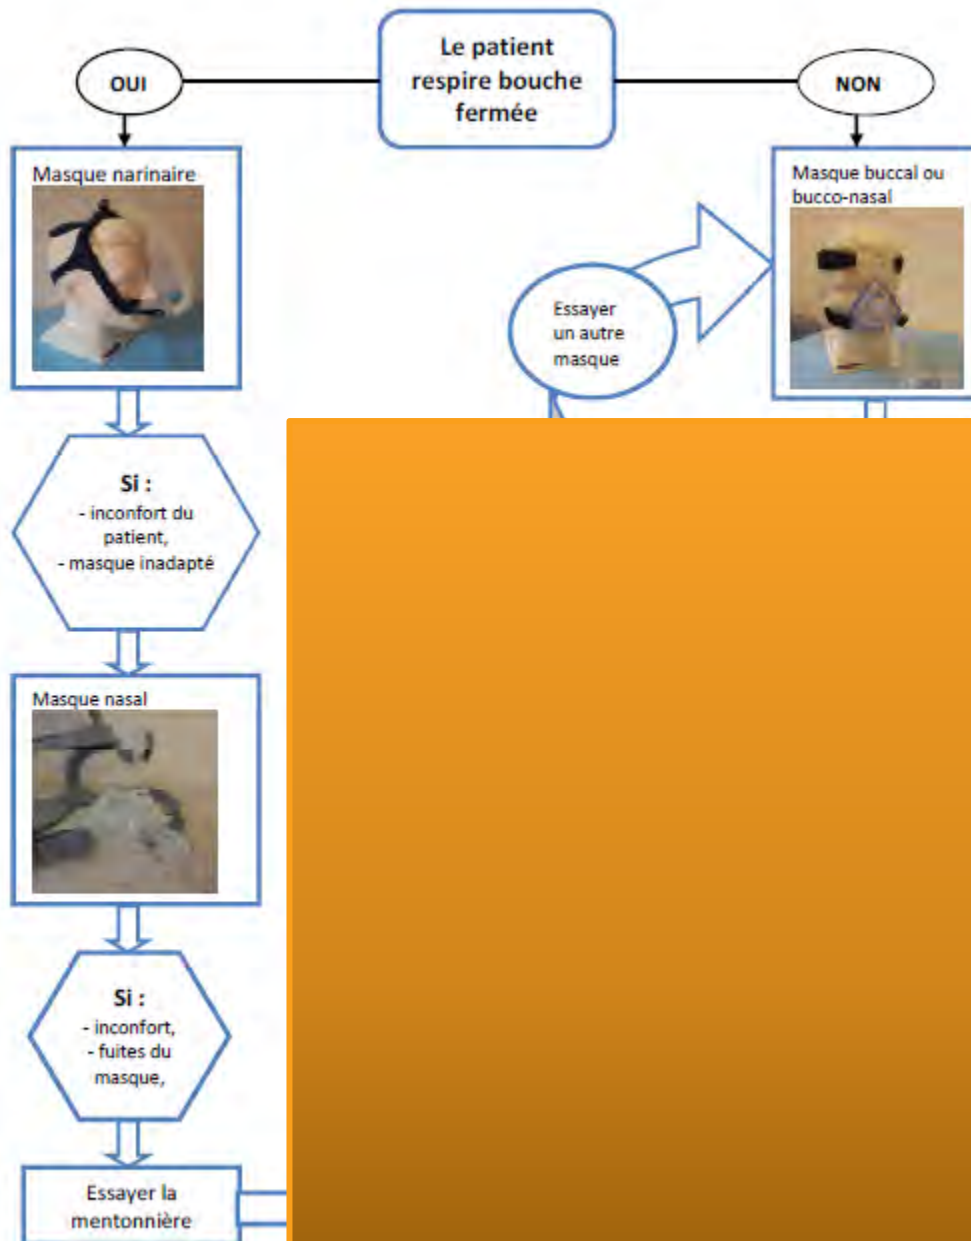 Le patient
respire bouche
fermée
OUI
NON
Masque narinaire
Masque buccal ou
bucco-nasal
Essayer
un autre
masque
Si :
- inconfort du
patient,
- masque inadapté
Masque nasal
Si :
- inconfort,
- fuites du
masque,
Essayer la
mentonnière